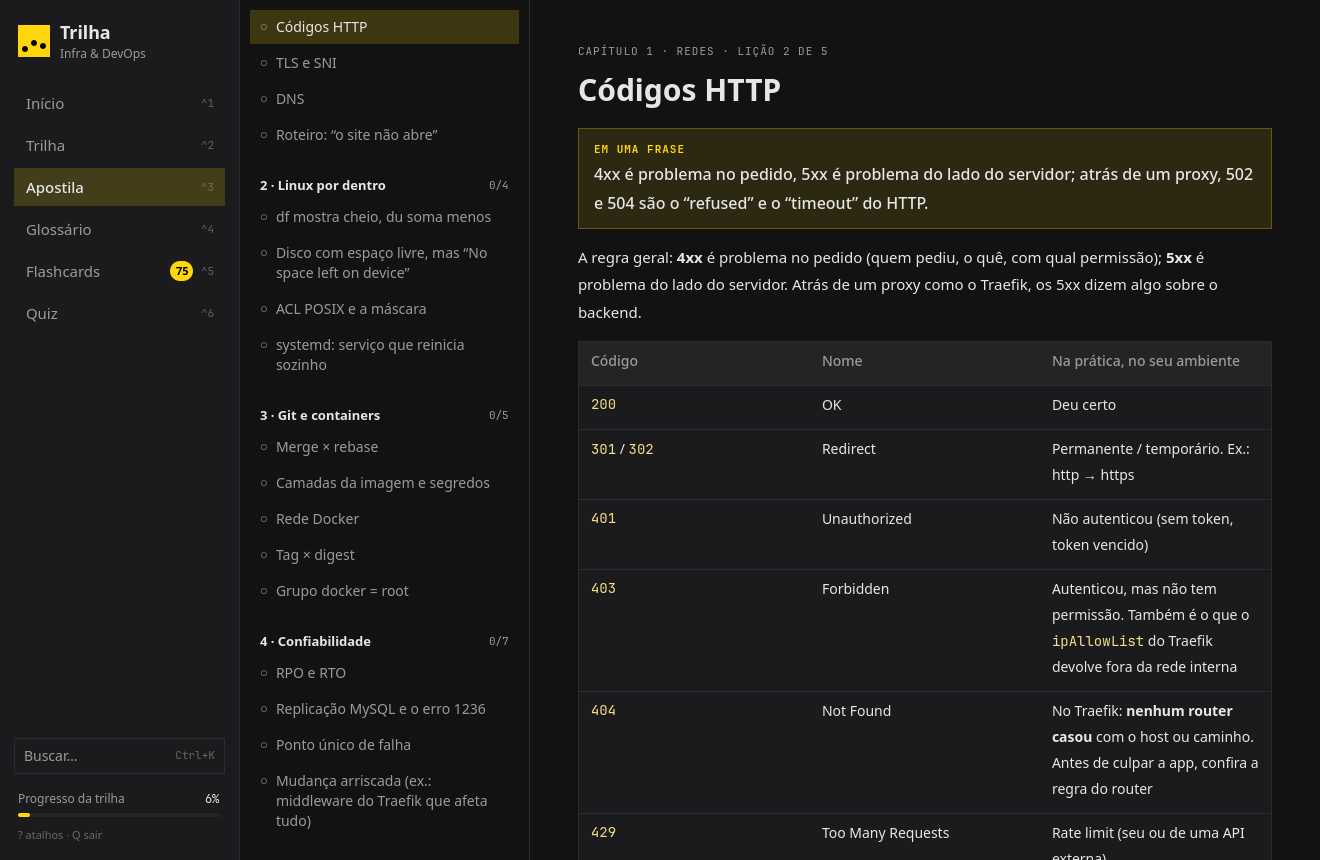 Trilha
Infra & DevOps
Início ^1
Trilha ^2
Apostila ^3
Glossário ^4
Flashcards 75 ^5
Quiz ^6
Buscar... Ctrl+K
Progresso da trilha 6%
? atalhos · Q sair
○ Códigos HTTP
○ TLS e SNI
○ DNS
○ Roteiro: “o site não abre”
2 · Linux por dentro 0/4
○ df mostra cheio, du soma menos
○ Disco com espaço livre, mas “No
space left on device”
○ ACL POSIX e a máscara
○ systemd: serviço que reinicia
sozinho
3 · Git e containers 0/5
○ Merge × rebase
○ Camadas da imagem e segredos
○ Rede Docker
○ Tag × digest
○ Grupo docker = root
4 · Confiabilidade 0/7
○ RPO e RTO
○ Replicação MySQL e o erro 1236
○ Ponto único de falha
○ Mudança arriscada (ex.:
middleware do Traefik que afeta
tudo)
CAPÍTULO 1 · REDES · LIÇÃO 2 DE 5
Códigos HTTP
EM UMA FRASE
4xx é problema no pedido, 5xx é problema do lado do servidor; atrás de um proxy, 502
e 504 são o “refused” e o “timeout” do HTTP.
A regra geral: 4xx é problema no pedido (quem pediu, o quê, com qual permissão); 5xx é
problema do lado do servidor. Atrás de um proxy como o Traefik, os 5xx dizem algo sobre o
backend.
Código Nome Na prática, no seu ambiente
200 OK Deu certo
301 / 302 Redirect Permanente / temporário. Ex.:
http → https
401 Unauthorized Não autenticou (sem token,
token vencido)
403 Forbidden Autenticou, mas não tem
permissão. Também é o que o
ipAllowList do Traefik
devolve fora da rede interna
404 Not Found No Traefik: nenhum router
casou com o host ou caminho.
Antes de culpar a app, confira a
regra do router
429 Too Many Requests Rate limit (seu ou de uma API
externa)